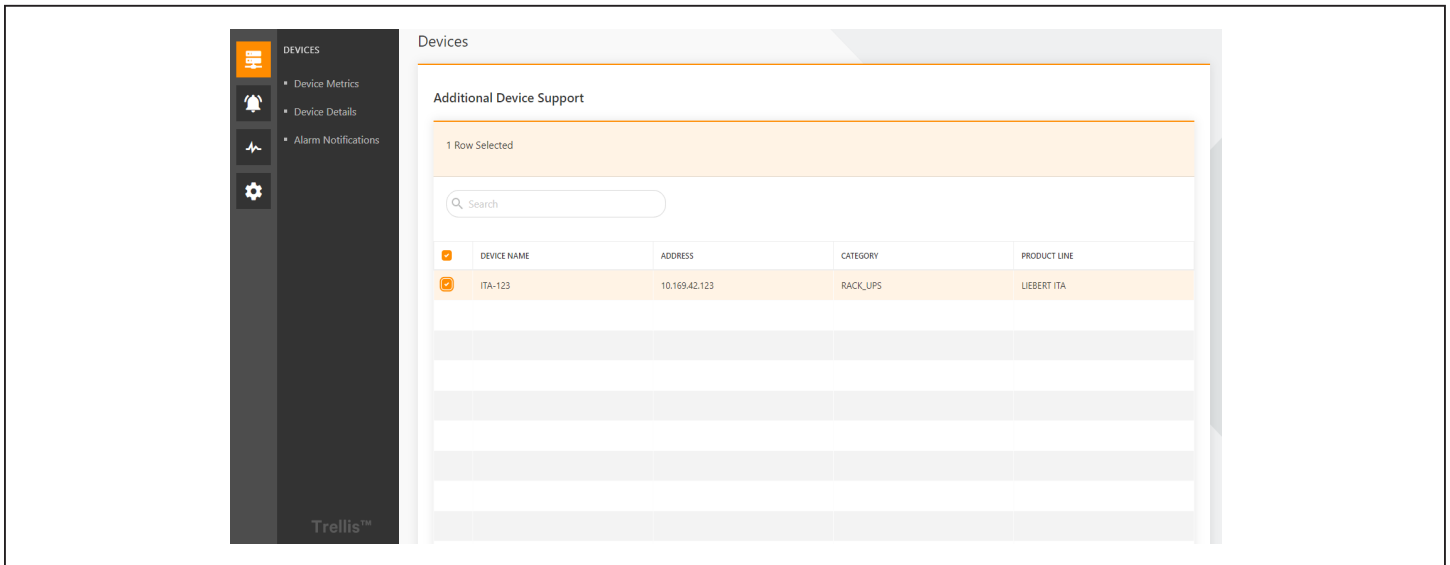 DEVICES
Device Metrics
Device Details
Alarm Notifications
Trellis™
Devices
Additional Device Support
1 Row Selected
Search
DEVICE NAME ADDRESS CATEGORY PRODUCT LINE
ITA-123 10.169.42.123 RACK_UPS LIEBERT ITA